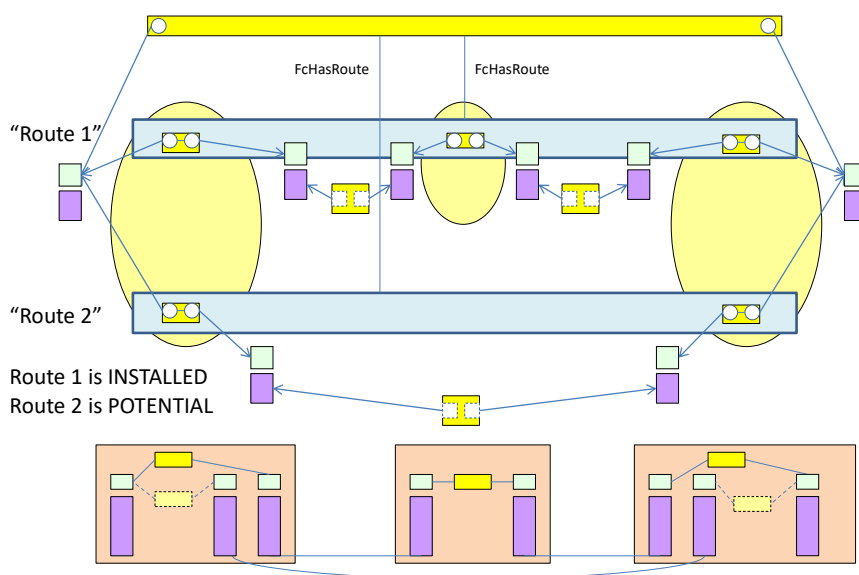 FcHasRoute
FcHasRoute
“Route 1”
“Route 2”
Route 1 is INSTALLED
Route 2 is POTENTIAL